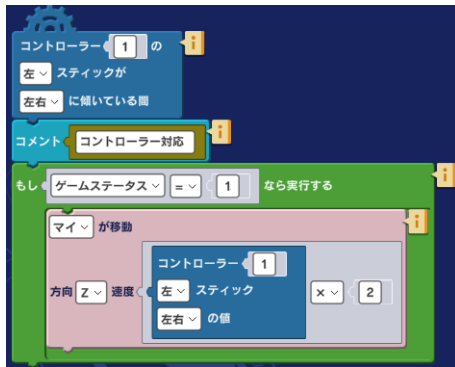 コントローラー 1 の
左 スティックが
左右 に傾いている間
コメント コントローラー対応
もし ゲームステータス = 1 なら実行する
マイ が移動
方向 Z 速度
コントローラー 1
左 スティック
左右 の値
× 2